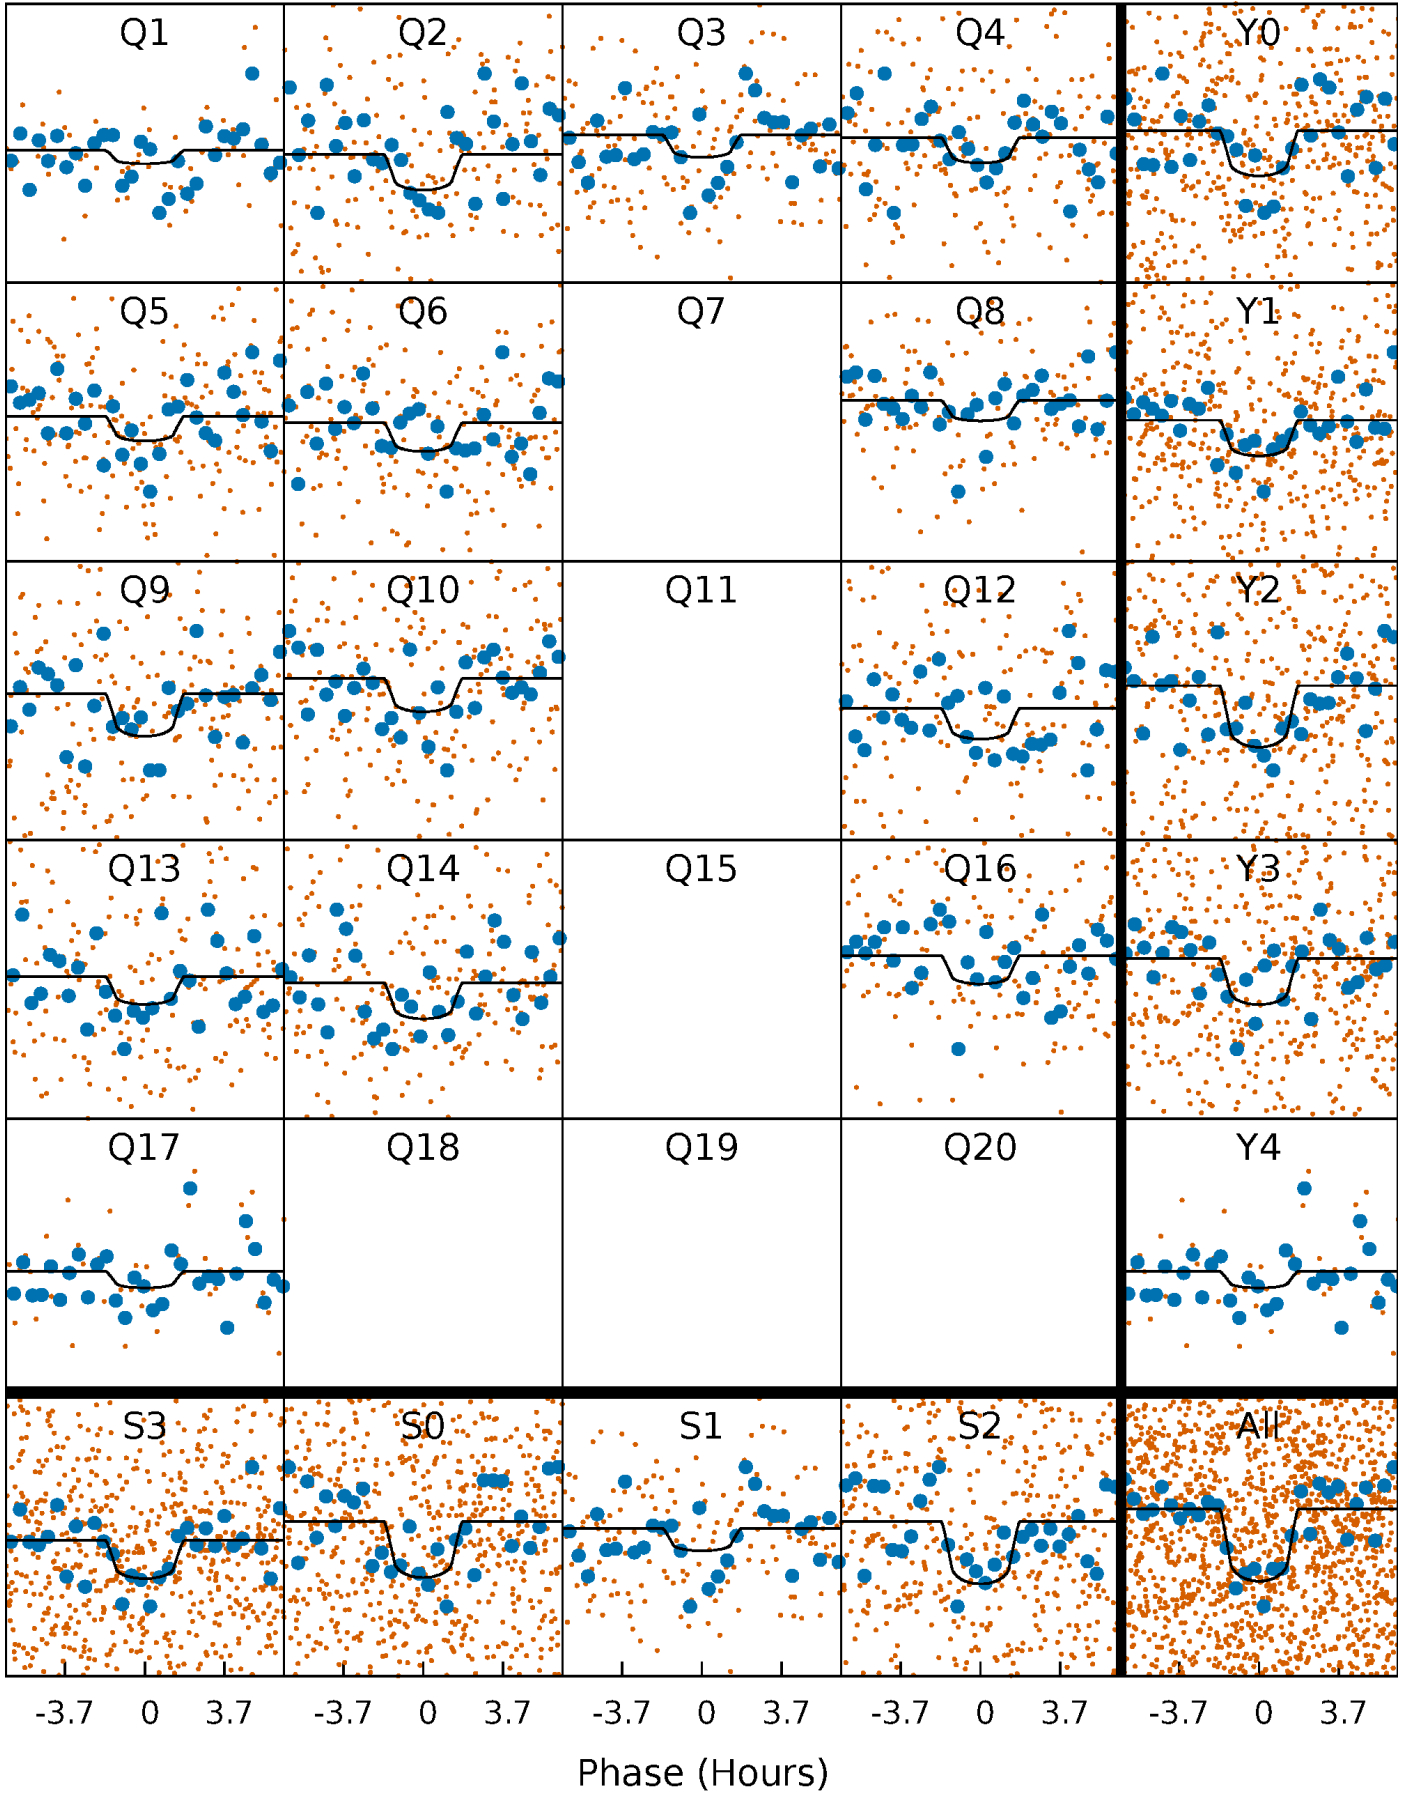 Q1 Q2 Q3 Q4 Y0
Q5 Q6 Q7 Q8 Y1
Q9 Q10 Q11 Q12 Y2
Q13 Q14 Q15 Q16 Y3
Q17 Q18 Q19 Q20 Y4
S3 S0 S1 S2 All
-3.7 0 3.7 -3.7 0 3.7 -3.7 0 3.7 -3.7 0 3.7 -3.7 0 3.7
Phase (Hours)